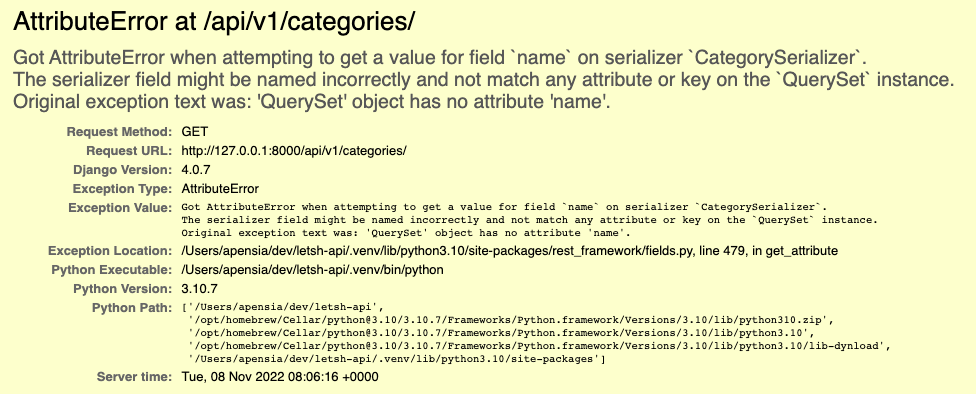 AttributeError at /api/v1/categories/
Got AttributeError when attempting to get a value for field `name` on serializer `CategorySerializer`.
The serializer field might be named incorrectly and not match any attribute or key on the `QuerySet` instance.
Original exception text was: 'QuerySet' object has no attribute 'name'.
Request Method: GET
Request URL: http://127.0.0.1:8000/api/v1/categories/
Django Version: 4.0.7
Exception Type: AttributeError
Exception Value: Got AttributeError when attempting to get a value for field `name` on serializer `CategorySerializer`.
The serializer field might be named incorrectly and not match any attribute or key on the `QuerySet` instance.
Original exception text was: 'QuerySet' object has no attribute 'name'.
Exception Location: /Users/apensia/dev/letsh-api/.venv/lib/python3.10/site-packages/rest_framework/fields.py, line 479, in get_attribute
Python Executable: /Users/apensia/dev/letsh-api/.venv/bin/python
Python Version: 3.10.7
Python Path: ['/Users/apensia/dev/letsh-api',
'/opt/homebrew/Cellar/python@3.10/3.10.7/Frameworks/Python.framework/Versions/3.10/lib/python310.zip',
'/opt/homebrew/Cellar/python@3.10/3.10.7/Frameworks/Python.framework/Versions/3.10/lib/python3.10',
'/opt/homebrew/Cellar/python@3.10/3.10.7/Frameworks/Python.framework/Versions/3.10/lib/python3.10/lib-dynload',
'/Users/apensia/dev/letsh-api/.venv/lib/python3.10/site-packages']
Server time: Tue, 08 Nov 2022 08:06:16 +0000